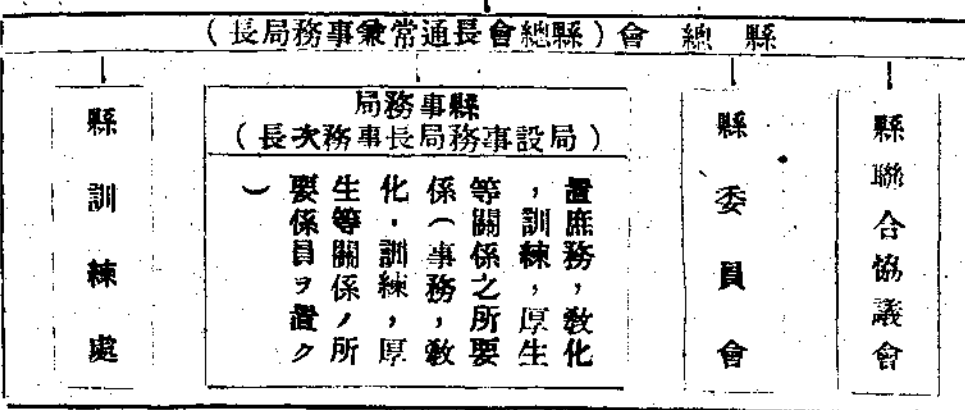 縣總會（縣總會長通常兼事務局長）
縣聯合協議會
縣委員會
縣事務局
（局設事務局長事務次長）
置庶務，敎化
，訓練，厚生
等關係之所要
係（事務，敎
化・訓練，厚
生等關係ノ所
要係員ヲ置ク
）
縣訓練處